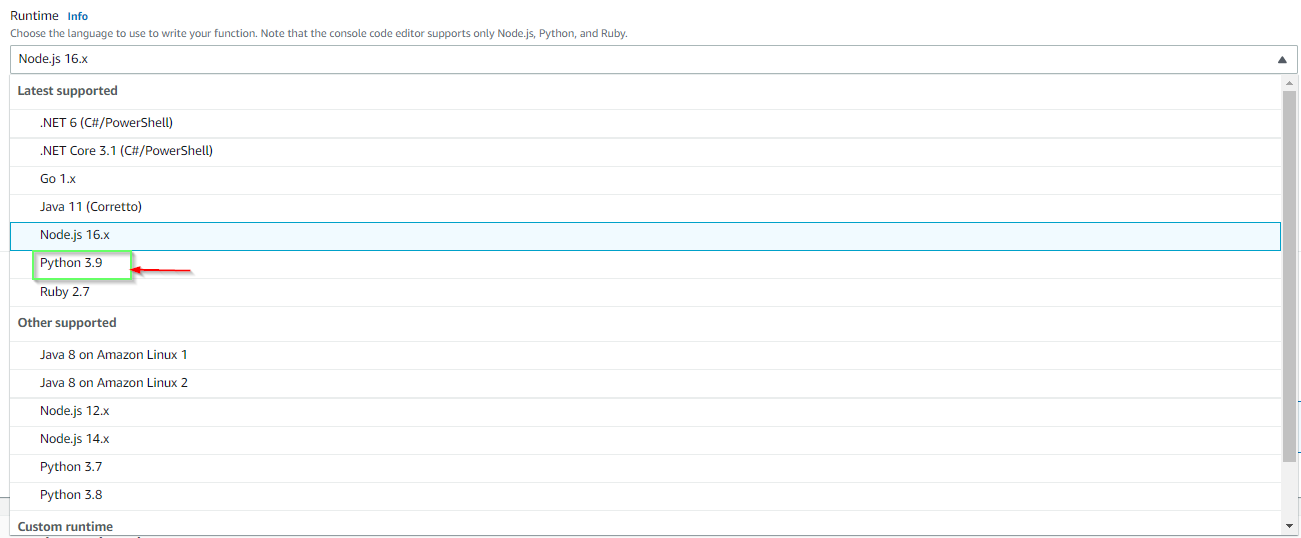 Runtime Info
Choose the language to use to write your function. Note that the console code editor supports only Node.js, Python, and Ruby.
Node.js 16.x
Latest supported
.NET 6 (C#/PowerShell)
.NET Core 3.1 (C#/PowerShell)
Go 1.x
Java 11 (Corretto)
Node.js 16.x
Python 3.9
Ruby 2.7
Other supported
Java 8 on Amazon Linux 1
Java 8 on Amazon Linux 2
Node.js 12.x
Node.js 14.x
Python 3.7
Python 3.8
Custom runtime